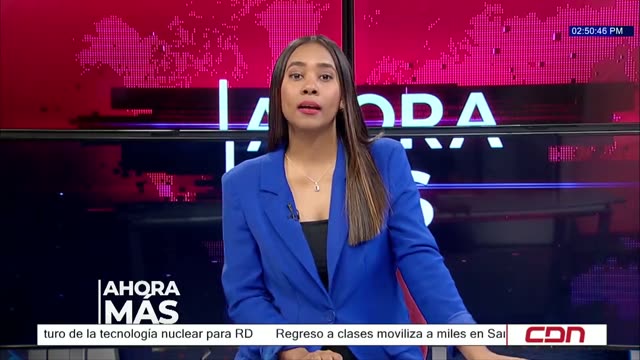 02:50:46 PM
AHORA
S
AHORA
MÁS
turo de la tecnología nuclear para RD Regreso a clases moviliza a miles en Sa
CDN